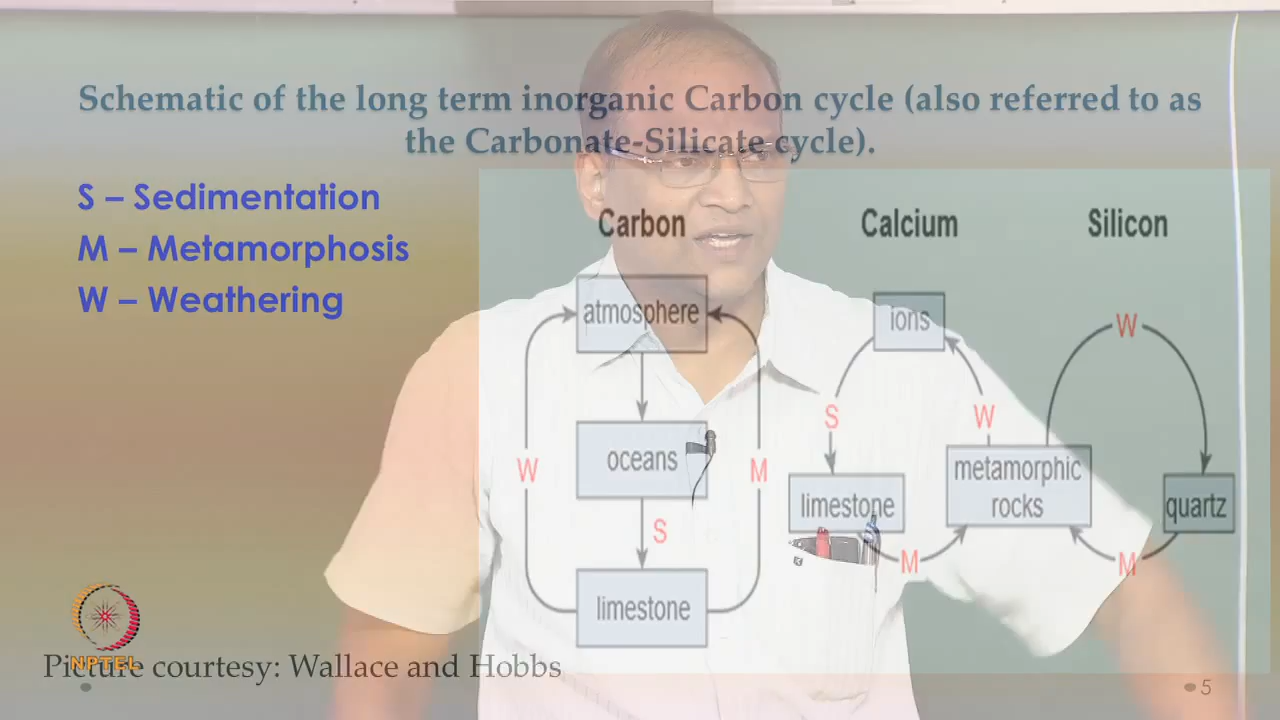 Schematic of the long term inorganic Carbon cycle (also referred to as
the Carbonate-Silicate cycle).
S – Sedimentation
M – Metamorphosis
W – Weathering
Carbon
Calcium
Silicon
atmosphere
oceans
limestone
W
S
M
ions
S
W
limestone
metamorphic
rocks
M
W
quartz
M
NPTEL
Picture courtesy: Wallace and Hobbs
5